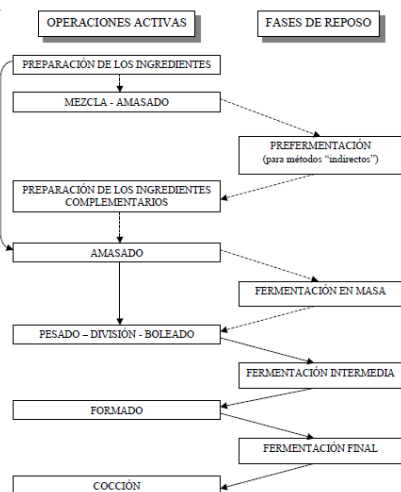 OPERACIONES ACTIVAS
FASES DE REPOSO
PREPARACIÓN DE LOS INGREDIENTES
MEZCLA - AMASADO
PREFERMENTACIÓN
(para métodos “indirectos”)
PREPARACIÓN DE LOS INGREDIENTES
COMPLEMENTARIOS
AMASADO
FERMENTACIÓN EN MASA
PESADO – DIVISIÓN - BOLEADO
FERMENTACIÓN INTERMEDIA
FORMADO
FERMENTACIÓN FINAL
COCCIÓN